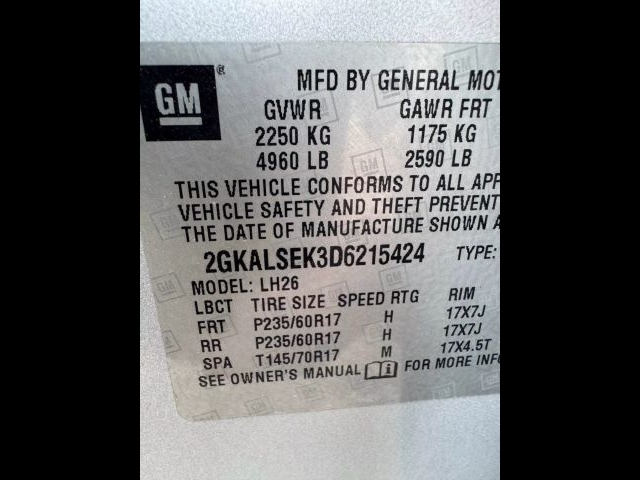 GM
MFD BY GENERAL
GVWR GAWR FRT
2250 KG 1175 KG
4960 LB 2590 LB
THIS VEHICLE CONFORMS TO ALL
VEHICLE SAFETY AND THEFT PREVENT
THE DATE OF MANUFACTURE SHOWN
2GKALSEK3D6215424 TYPE:
MODEL: LH26
LBCT TIRE SIZE SPEED RTG RIM
FRT P235/60R17 H 17X7J
RR P235/60R17 H 17X7J
SPA T145/70R17 M 17X4.5T
SEE OWNER'S MANUAL FOR MORE INFO